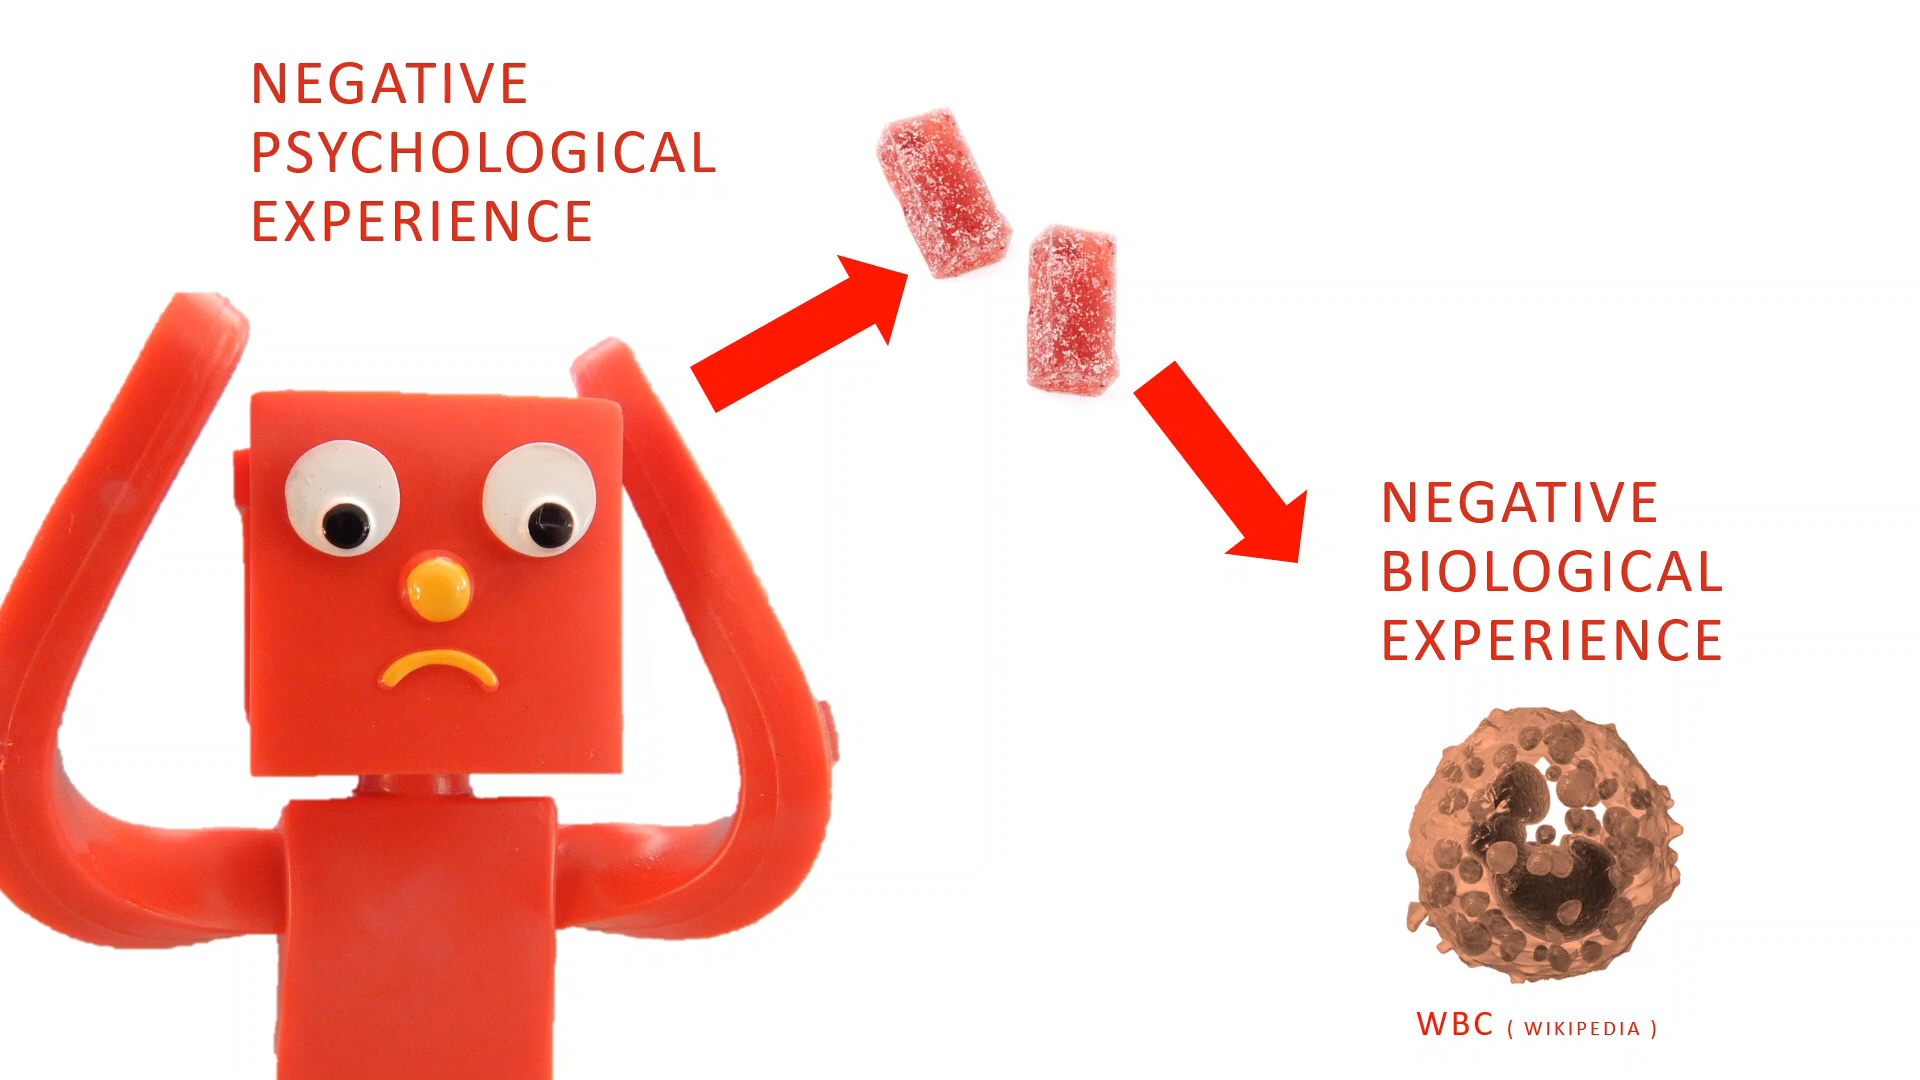 NEGATIVE
PSYCHOLOGICAL
EXPERIENCE
NEGATIVE
BIOLOGICAL
EXPERIENCE
WBC ( WIKIPEDIA )